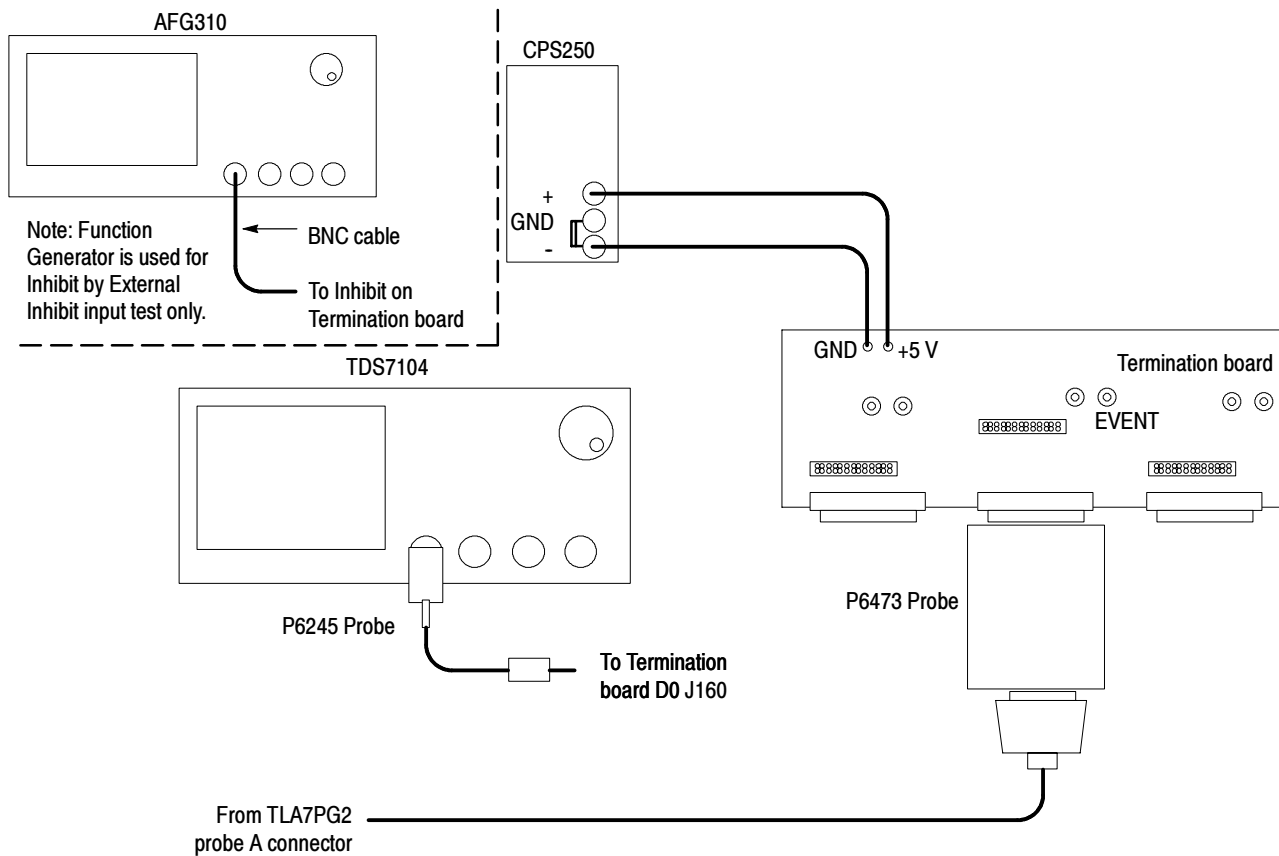 AFG310
Note: Function
Generator is used for
Inhibit by External
Inhibit input test only.
BNC cable
To Inhibit on
Termination board
CPS250
+
GND
-
TDS7104
P6245 Probe
To Termination
board D0 J160
GND
+5 V
Termination board
EVENT
P6473 Probe
From TLA7PG2
probe A connector